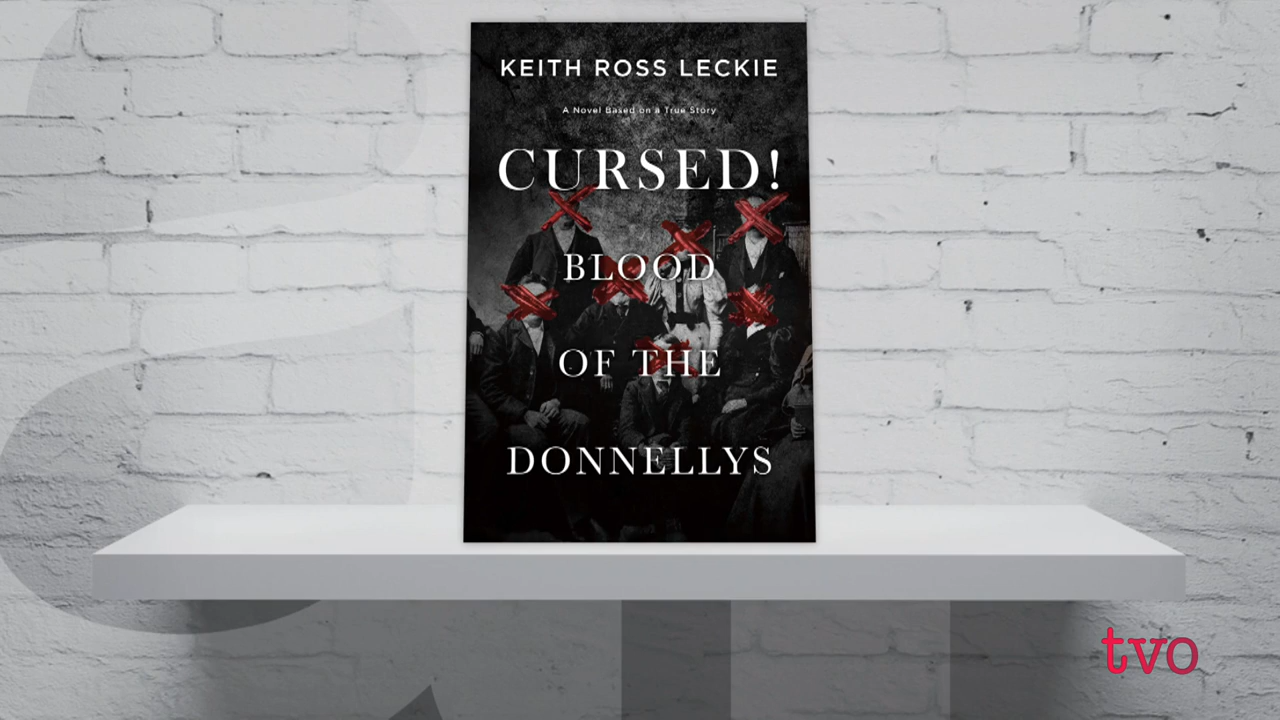 KEITH ROSS LECKIE
A Novel Based on a True Story
CURSED!
BLOOD
OF THE
DONNELLYS
tvo